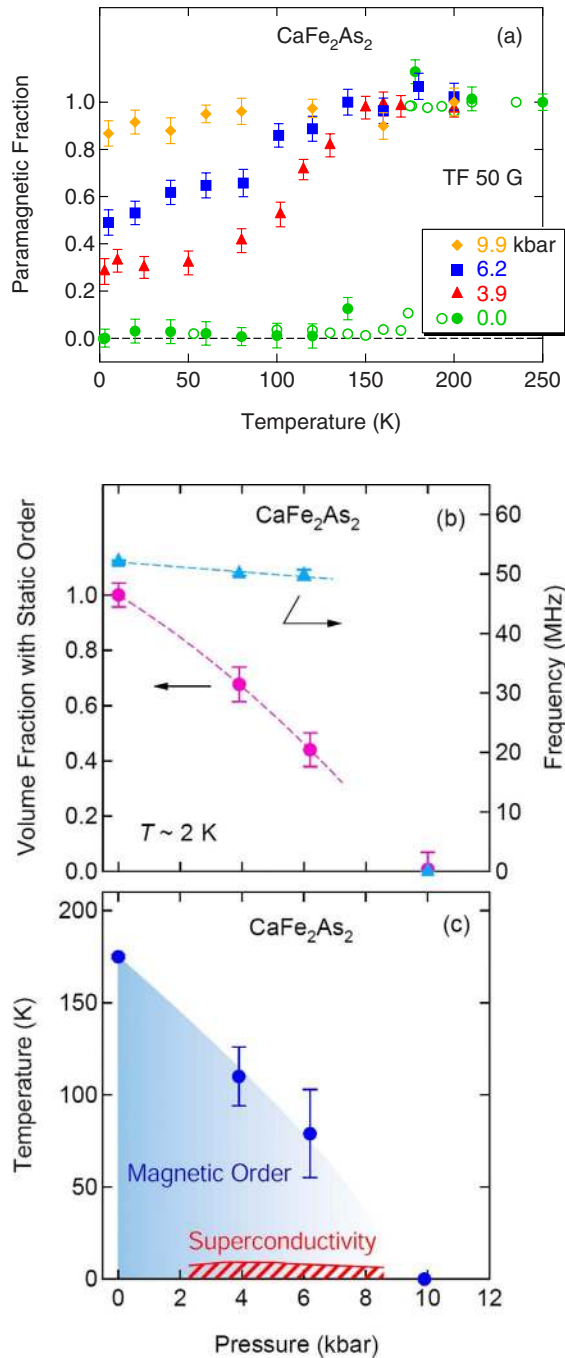 CaFe₂As₂
(a)
Paramagnetic Fraction
1.0
0.8
0.6
0.4
0.2
0.0
TF 50 G
9.9 kbar
6.2
3.9
0.0
0 50 100 150 200 250
Temperature (K)
CaFe₂As₂
(b)
Volume Fraction with Static Order
1.0
0.8
0.6
0.4
0.2
0.0
60
50
40
30
20
10
0
Frequency (MHz)
T ~ 2 K
CaFe₂As₂
(c)
Temperature (K)
200
150
100
50
0
Magnetic Order
Superconductivity
0 2 4 6 8 10 12
Pressure (kbar)